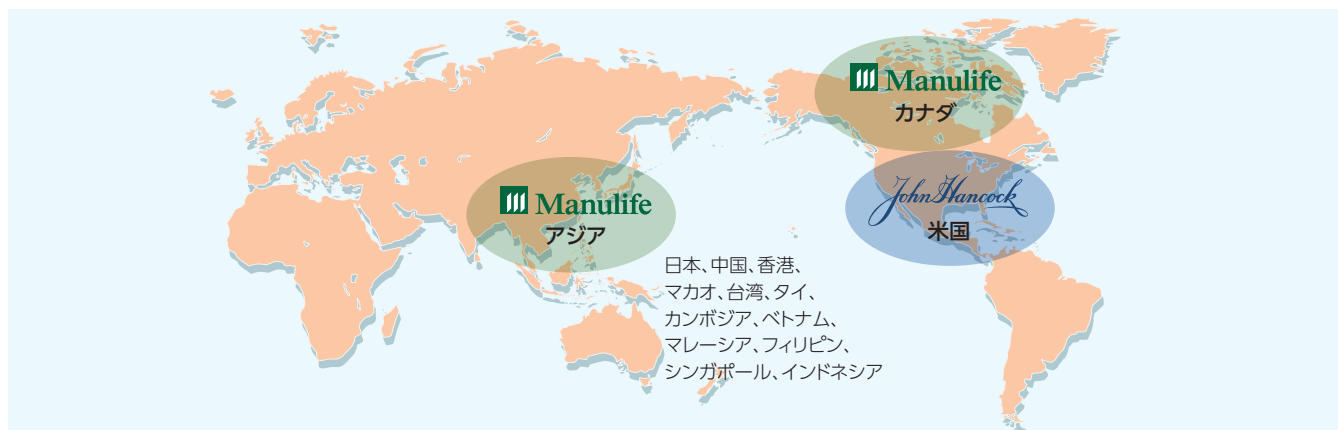 Manulife
カナダ
John Hancock
米国
Manulife
アジア
日本、中国、香港、
マカオ、台湾、タイ、
カンボジア、ベトナム、
マレーシア、フィリピン、
シンガポール、インドネシア